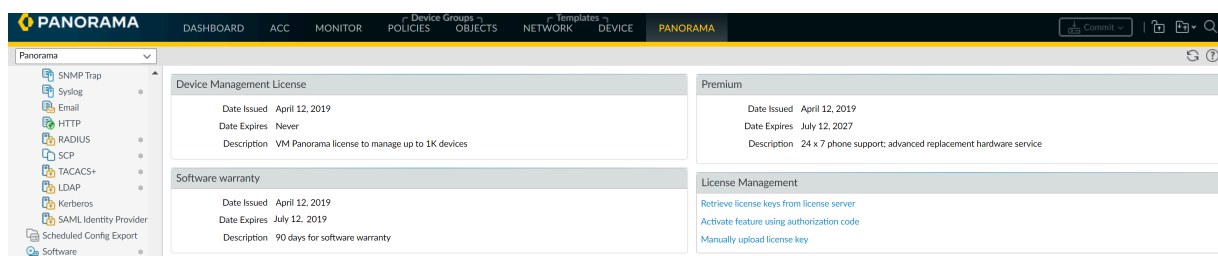 PANORAMA
Device Groups Templates
DASHBOARD ACC MONITOR POLICIES OBJECTS NETWORK DEVICE PANORAMA Commit
Panorama
SNMP Trap
Syslog
Email
HTTP
RADIUS
SCP
TACACS+
LDAP
Kerberos
SAML Identity Provider
Scheduled Config Export
Software
Device Management License
Date Issued April 12, 2019
Date Expires Never
Description VM Panorama license to manage up to 1K devices
Software warranty
Date Issued April 12, 2019
Date Expires July 12, 2019
Description 90 days for software warranty
Premium
Date Issued April 12, 2019
Date Expires July 12, 2027
Description 24 x 7 phone support; advanced replacement hardware service
License Management
Retrieve license keys from license server
Activate feature using authorization code
Manually upload license key